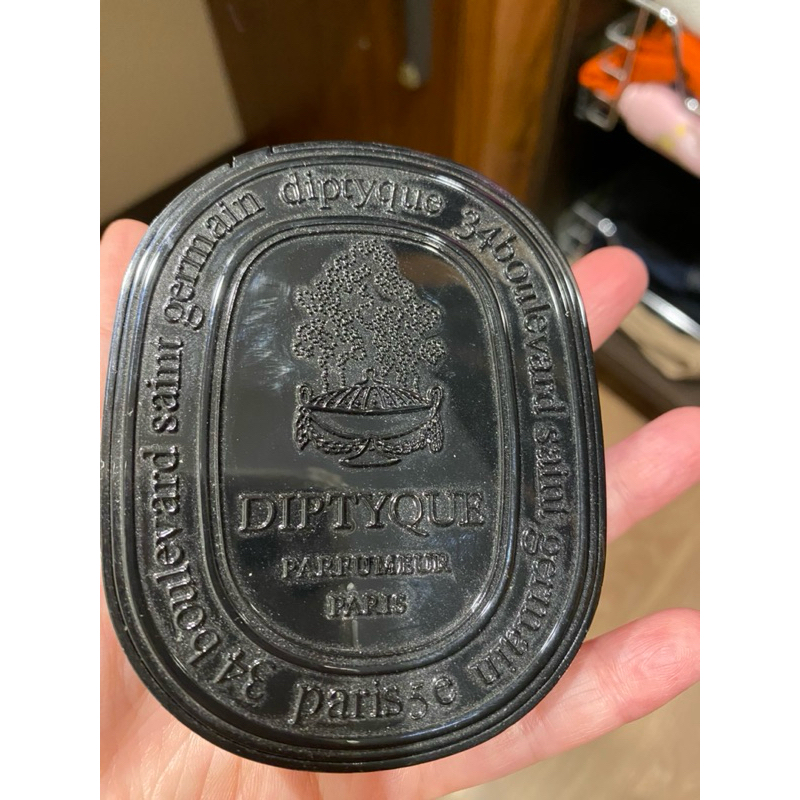 diptyque 34 boulevard saint germain
paris 5e
34 boulevard saint germain
DIPTYQUE
PARFUMEUR
PARIS